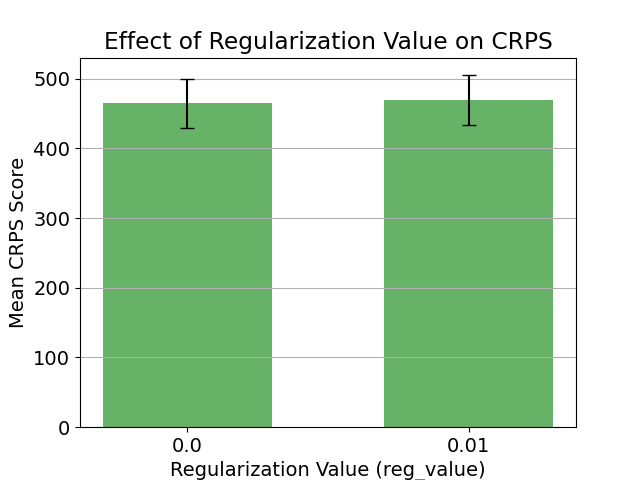 Effect of Regularization Value on CRPS
Mean CRPS Score
500
400
300
200
100
0
0.0
0.01
Regularization Value (reg_value)